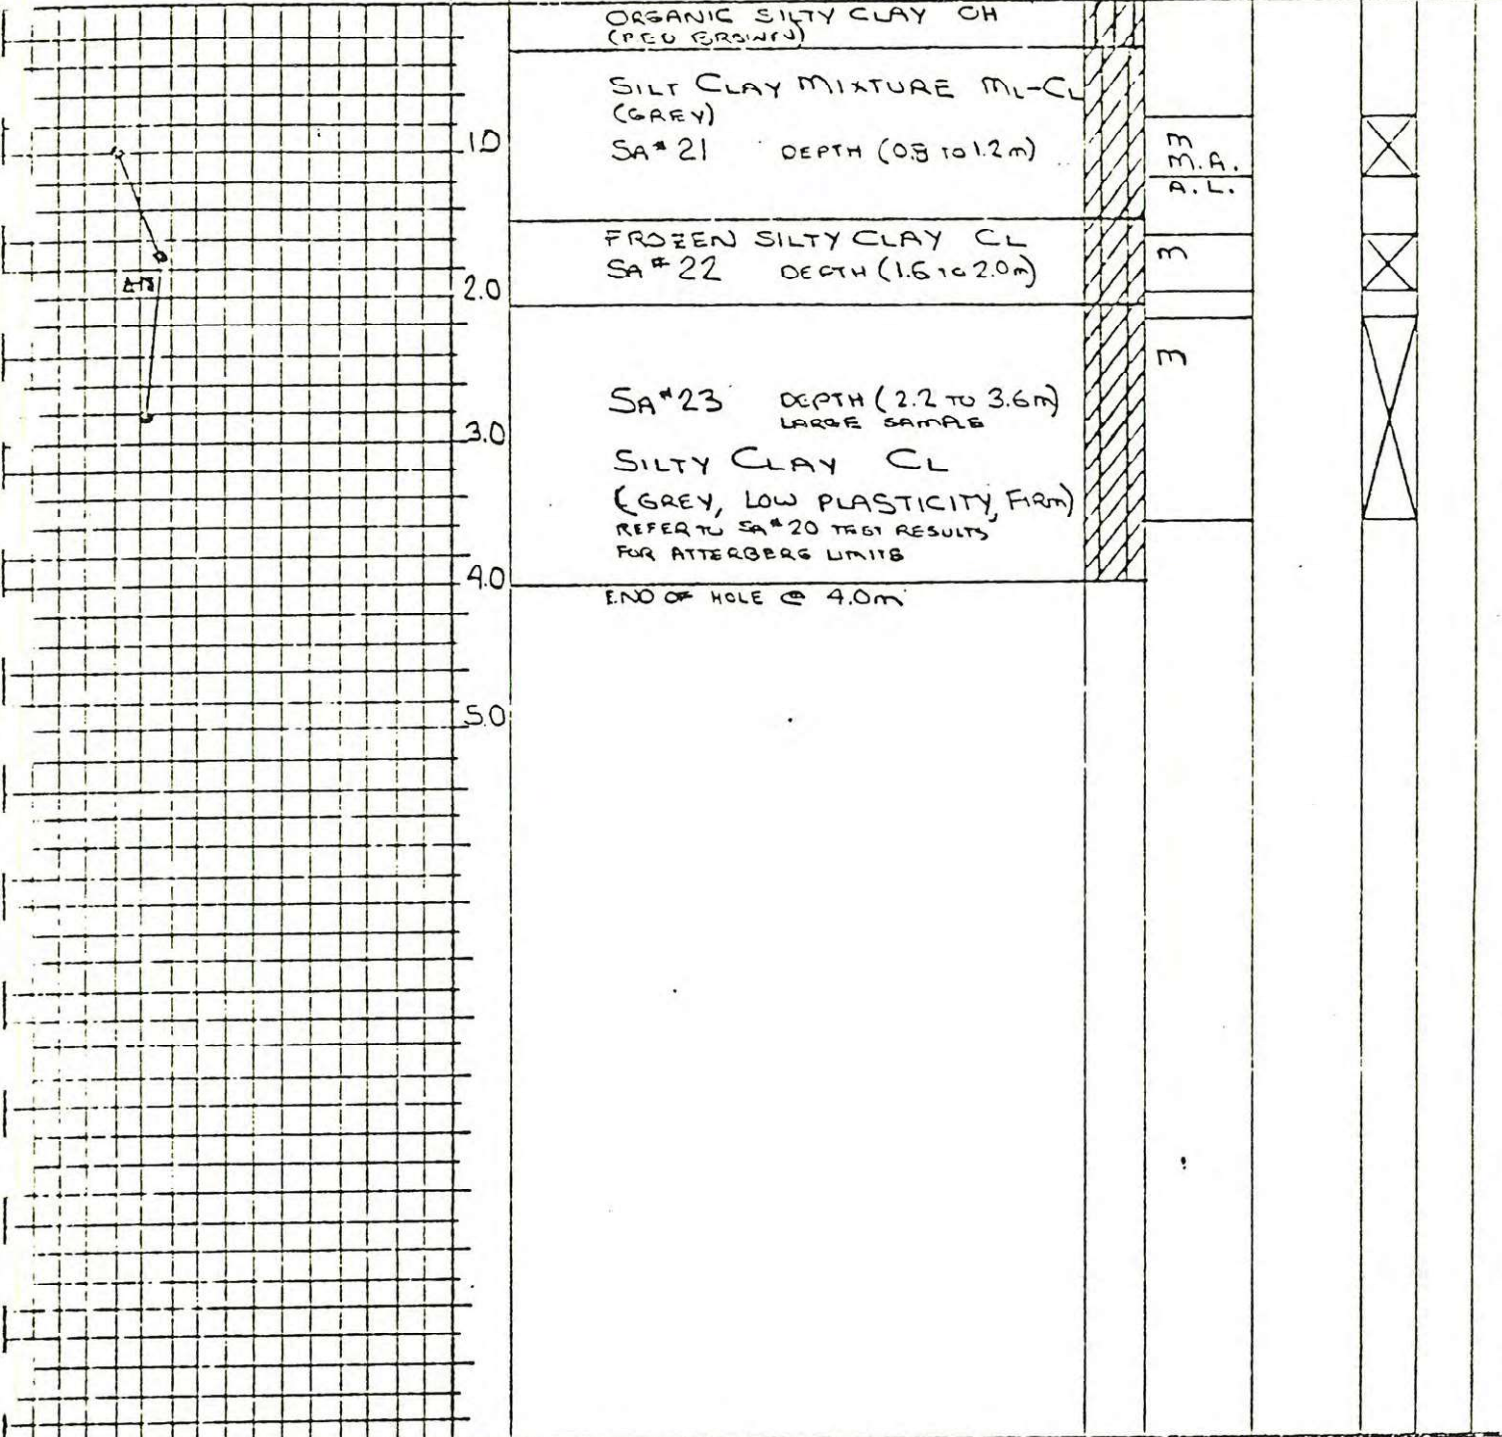 ORGANIC SILTY CLAY OH
(RED BROWN)
SILT CLAY MIXTURE ML-CL
(GREY)
1.0
SA# 21 DEPTH (0.8 TO 1.2m)
M
M.A.
A.L.
FROZEN SILTY CLAY CL
SA# 22 DEPTH (1.6 TO 2.0m)
M
2.0
M
SA#23 DEPTH (2.2 TO 3.6m)
LARGE SAMPLE
3.0
SILTY CLAY CL
(GREY, LOW PLASTICITY, FIRM)
REFER TO SA#20 TEST RESULTS
FOR ATTERBERG LIMITS
4.0
END OF HOLE @ 4.0m
5.0